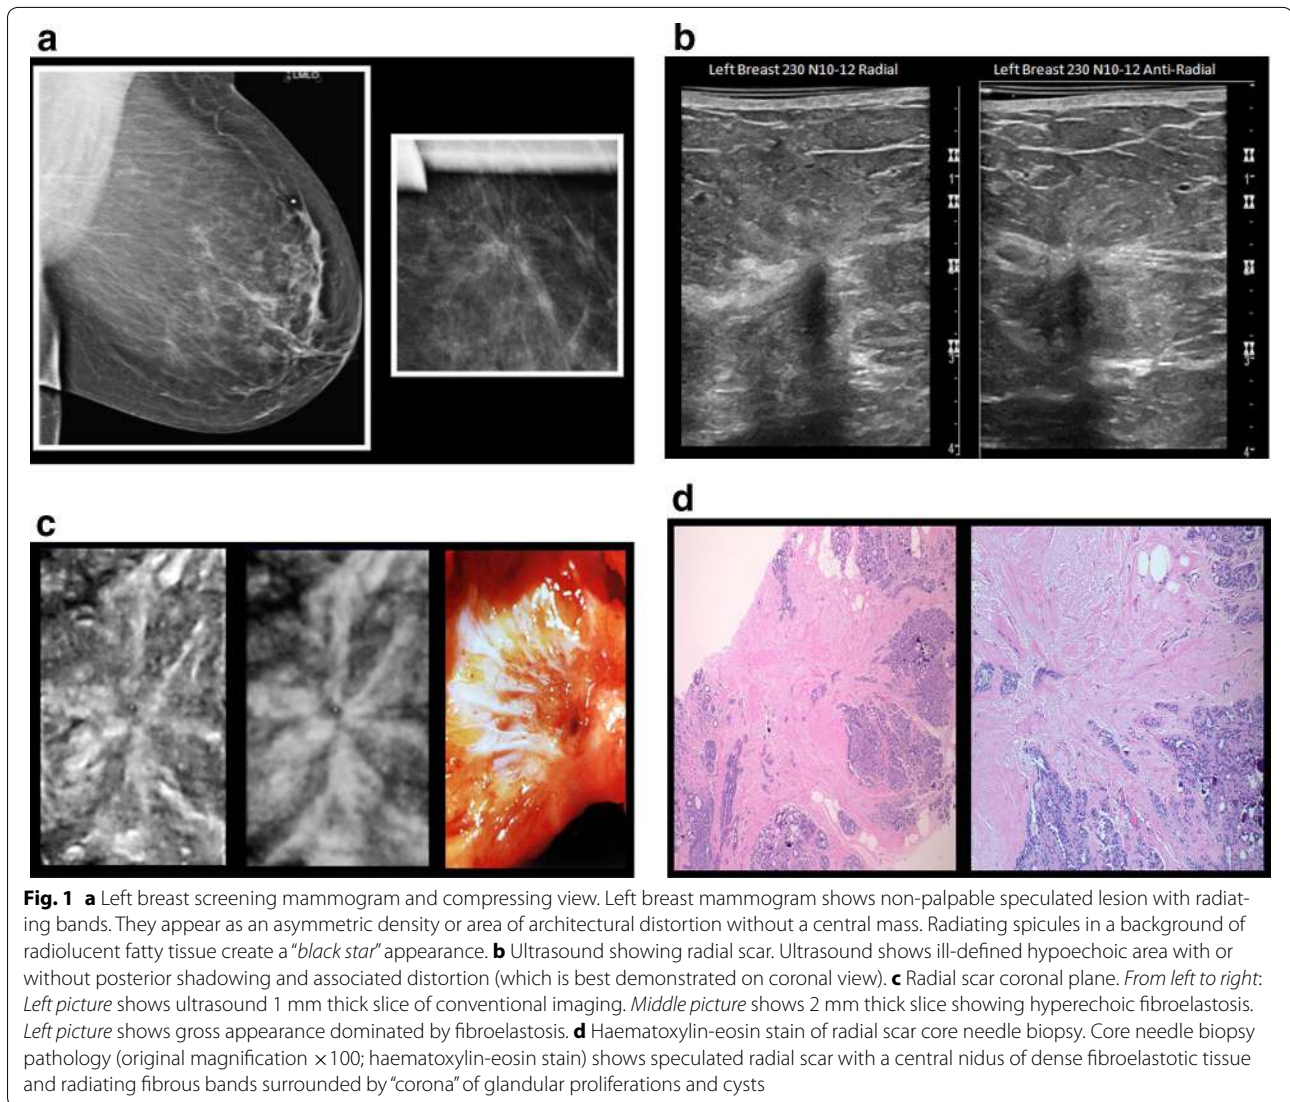 a
b
LMLO
Left Breast 230 N10-12 Radial
Left Breast 230 N10-12 Anti-Radial
1
3
4
1
3
4
c
d
Fig. 1 a Left breast screening mammogram and compressing view. Left breast mammogram shows non-palpable speculated lesion with radiat-
ing bands. They appear as an asymmetric density or area of architectural distortion without a central mass. Radiating spicules in a background of
radiolucent fatty tissue create a “black star” appearance. b Ultrasound showing radial scar. Ultrasound shows ill-defined hypoechoic area with or
without posterior shadowing and associated distortion (which is best demonstrated on coronal view). c Radial scar coronal plane. From left to right:
Left picture shows ultrasound 1 mm thick slice of conventional imaging. Middle picture shows 2 mm thick slice showing hyperechoic fibroelastosis.
Left picture shows gross appearance dominated by fibroelastosis. d Haematoxylin-eosin stain of radial scar core needle biopsy. Core needle biopsy
pathology (original magnification ×100; haematoxylin-eosin stain) shows speculated radial scar with a central nidus of dense fibroelastotic tissue
and radiating fibrous bands surrounded by “corona” of glandular proliferations and cysts